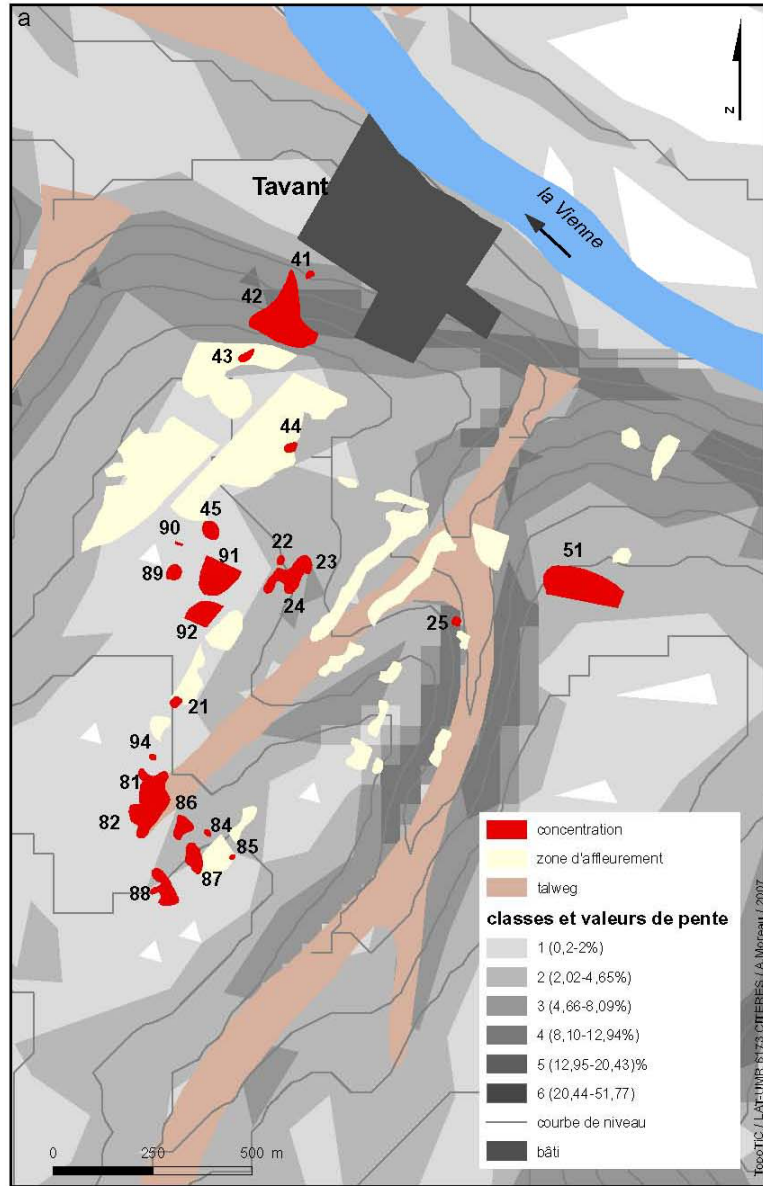 a
N
Tavant
la Vienne
41
42
43
44
45
90
91
22
23
89
24
51
92
25
21
94
81
86
82
84
85
87
88
concentration
zone d'affleurement
talweg
classes et valeurs de pente
1 (0,2-2%)
2 (2,02-4,65%)
3 (4,66-8,09%)
4 (8,10-12,94%)
5 (12,95-20,43)%
6 (20,44-51,77)
courbe de niveau
bâti
0 250 500 m
TopoTIC / LAT-UMR 6173 CITERES / A.Moreau / 2007